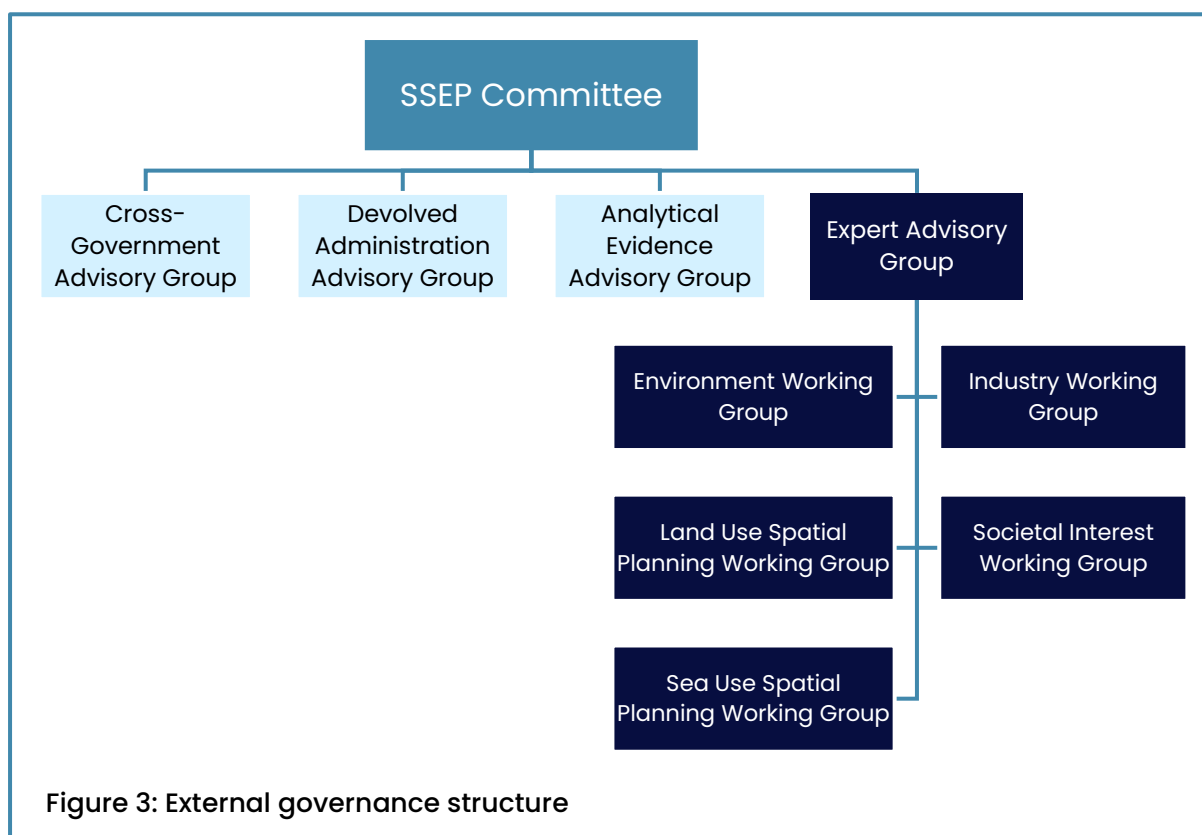 SSEP Committee
Cross-
Government
Advisory Group
Devolved
Administration
Advisory Group
Analytical
Evidence
Advisory Group
Expert Advisory
Group
Environment Working
Group
Industry Working
Group
Land Use Spatial
Planning Working Group
Societal Interest
Working Group
Sea Use Spatial
Planning Working Group
Figure 3: External governance structure